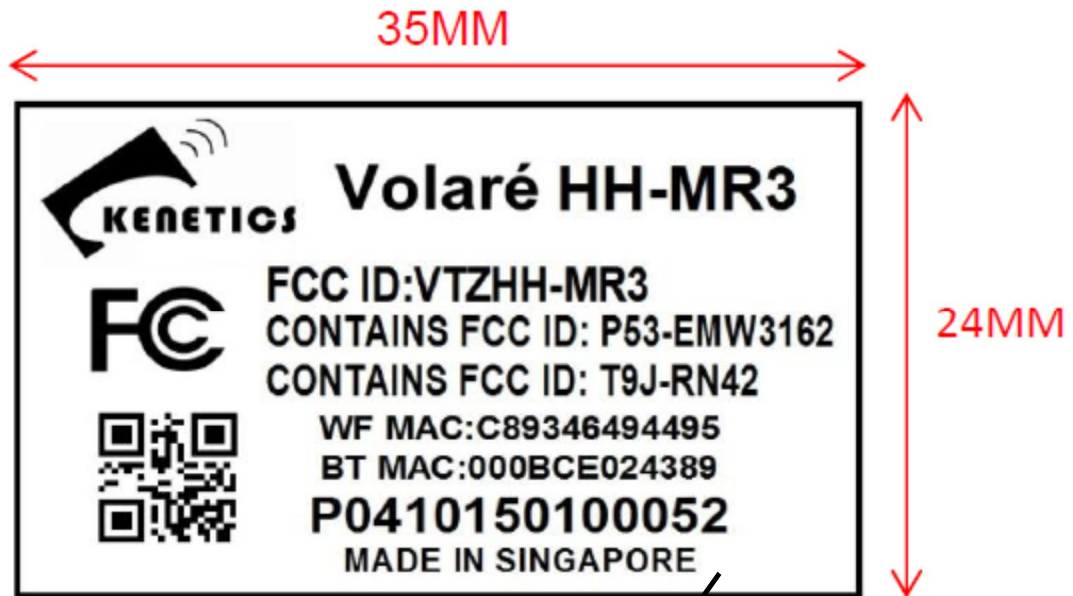 35MM
KENETICS
Volaré HH-MR3
24MM
FC
FCC ID:VTZHH-MR3
CONTAINS FCC ID: P53-EMW3162
CONTAINS FCC ID: T9J-RN42
WF MAC:C89346494495
BT MAC:000BCE024389
P0410150100052
MADE IN SINGAPORE